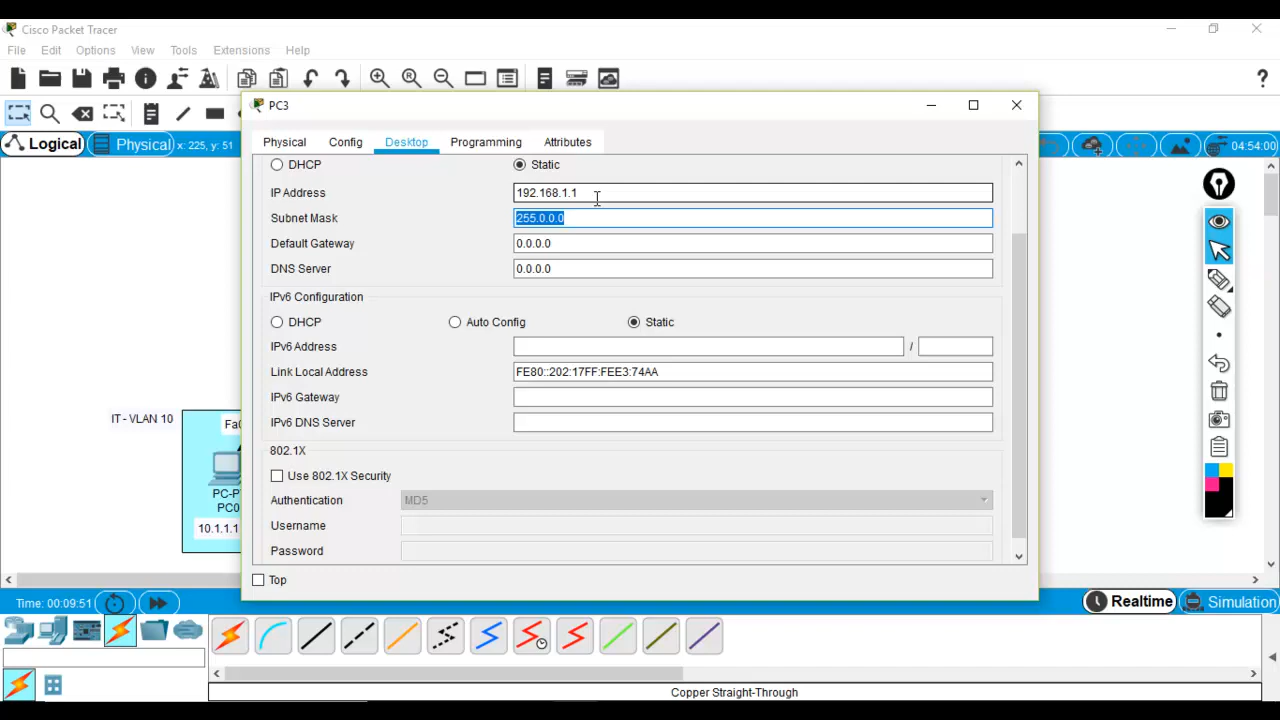 Cisco Packet Tracer
File Edit Options View Tools Extensions Help
PC3
Logical Physical x: 225, y: 51
04:54:00
Physical Config Desktop Programming Attributes
DHCP Static
IP Address 192.168.1.1
Subnet Mask 255.0.0.0
Default Gateway 0.0.0.0
DNS Server 0.0.0.0
IPv6 Configuration
DHCP Auto Config Static
IPv6 Address /
Link Local Address FE80::202:17FF:FEE3:74AA
IPv6 Gateway
IPv6 DNS Server
802.1X
Use 802.1X Security
Authentication MD5
Username
Password
Top
IT - VLAN 10
Fa0
PC-P
PC0
10.1.1.1
Time: 00:09:51
Realtime Simulation
Copper Straight-Through